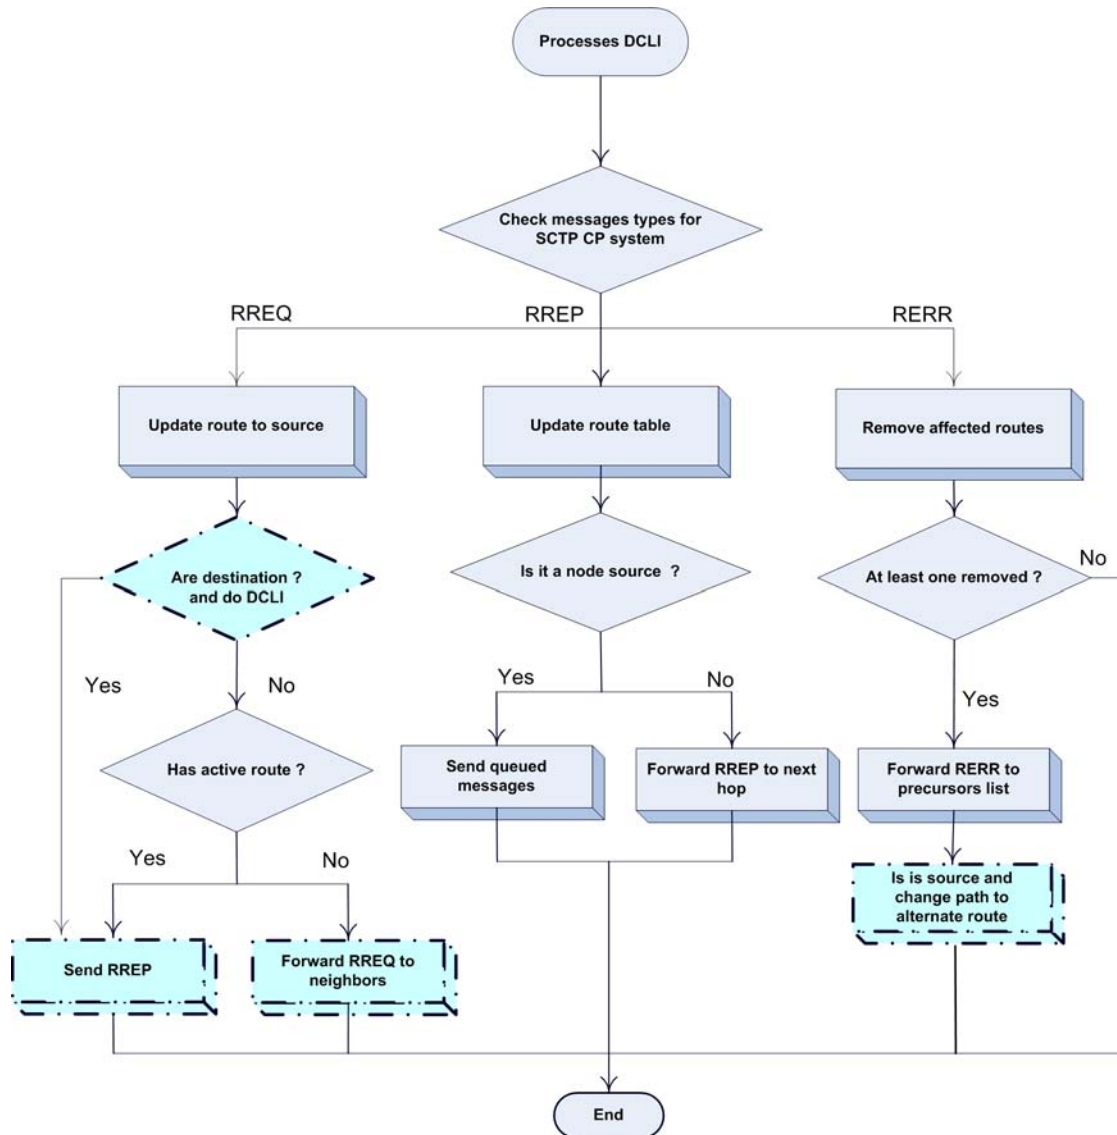 Processes DCLI
Check messages types for
SCTP CP system
RREQ
RREP
RERR
Update route to source
Update route table
Remove affected routes
Are destination ?
and do DCLI
Is it a node source ?
At least one removed ?
No
Yes
No
Yes
No
Yes
Has active route ?
Send queued
messages
Forward RREP to next
hop
Forward RERR to
precursors list
Yes
No
Is is source and
change path to
alternate route
Send RREP
Forward RREQ to
neighbors
End